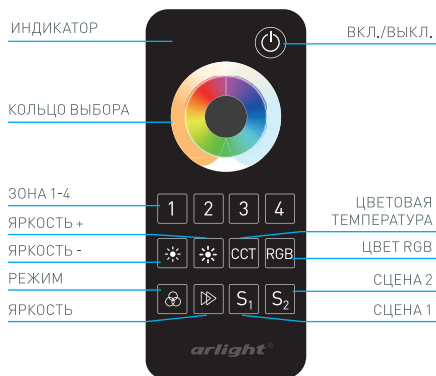 ИНДИКАТОР
ВКЛ./ВЫКЛ.
КОЛЬЦО ВЫБОРА
ЗОНА 1-4
1 2 3 4
ЯРКОСТЬ +
ЦВЕТОВАЯ
ТЕМПЕРАТУРА
ЯРКОСТЬ -
CCT RGB
ЦВЕТ RGB
РЕЖИМ
СЦЕНА 2
S₁ S₂
ЯРКОСТЬ
СЦЕНА 1
arlight®